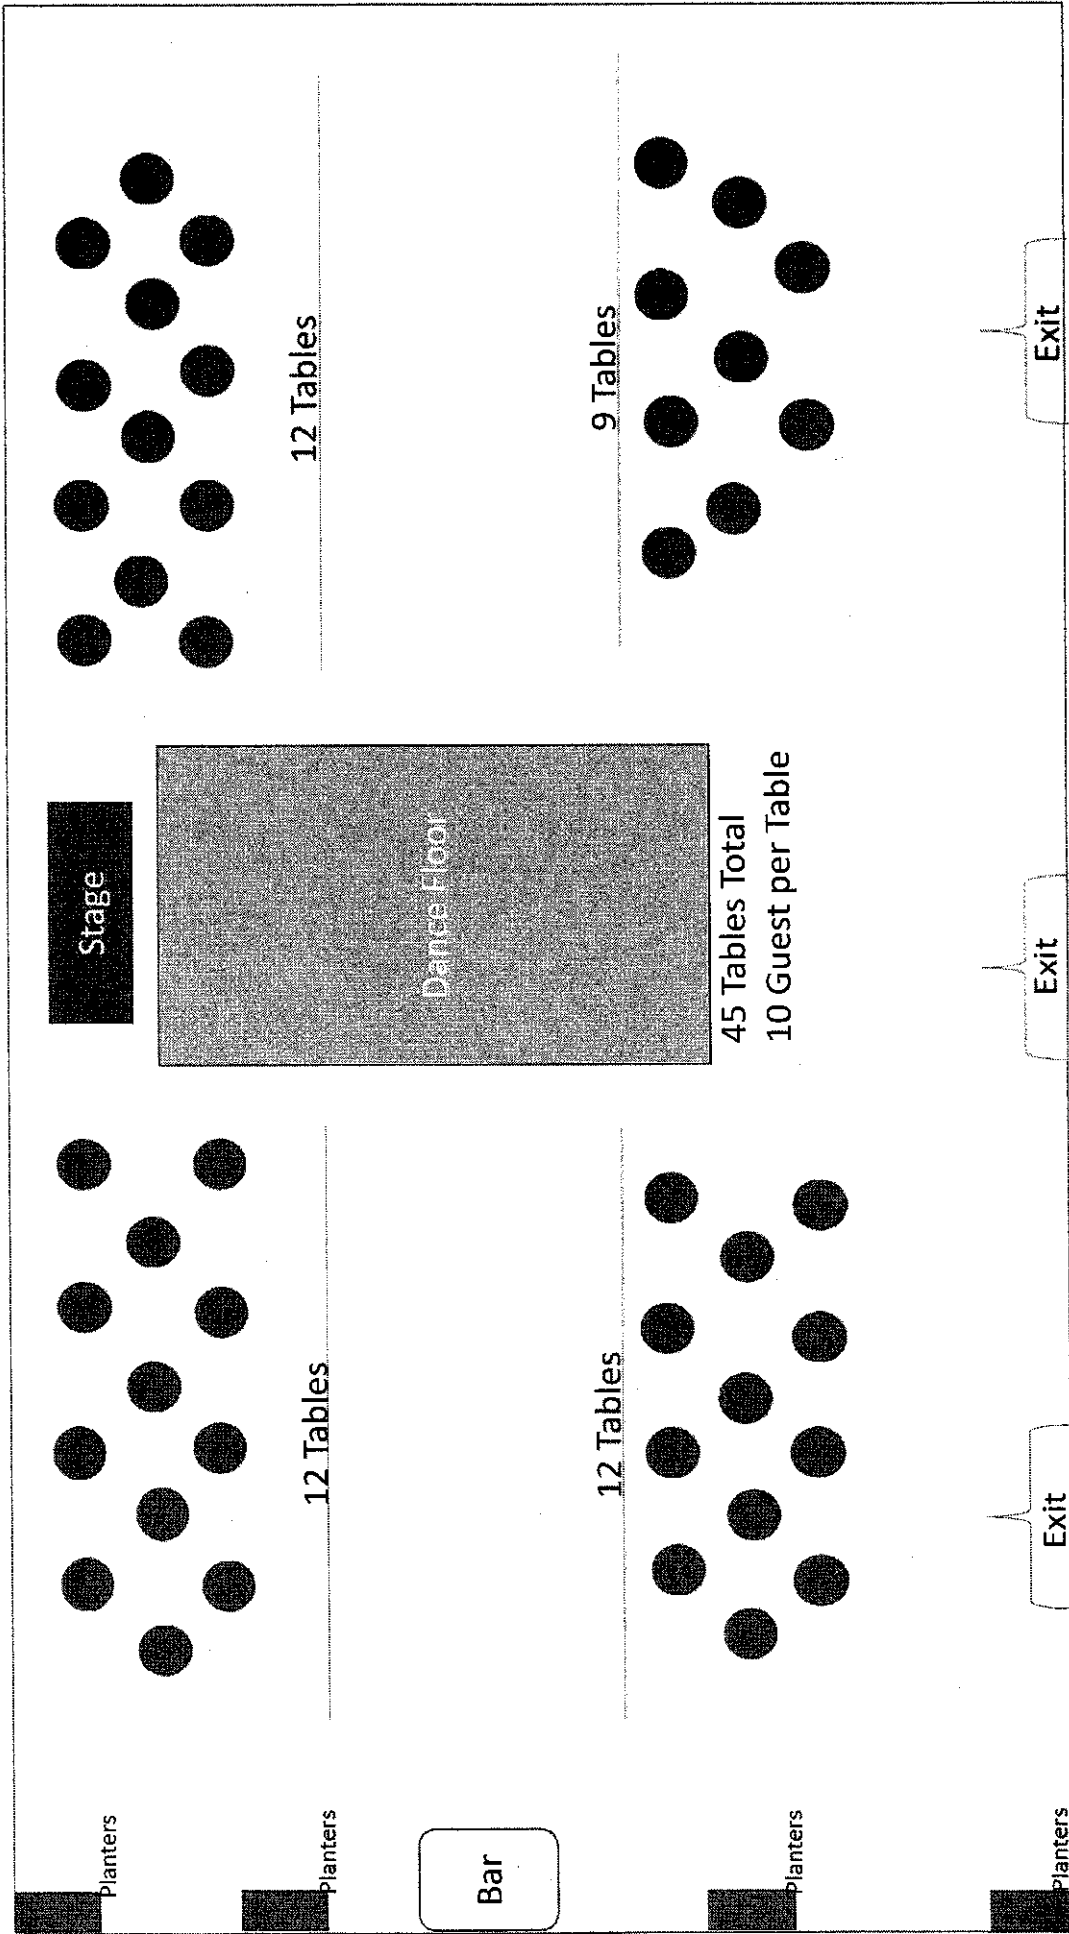 Stage
Planters
12 Tables
12 Tables
Planters
Dance Floor
Bar
12 Tables
9 Tables
45 Tables Total
10 Guest per Table
Planters
Exit
Exit
Exit
Planters